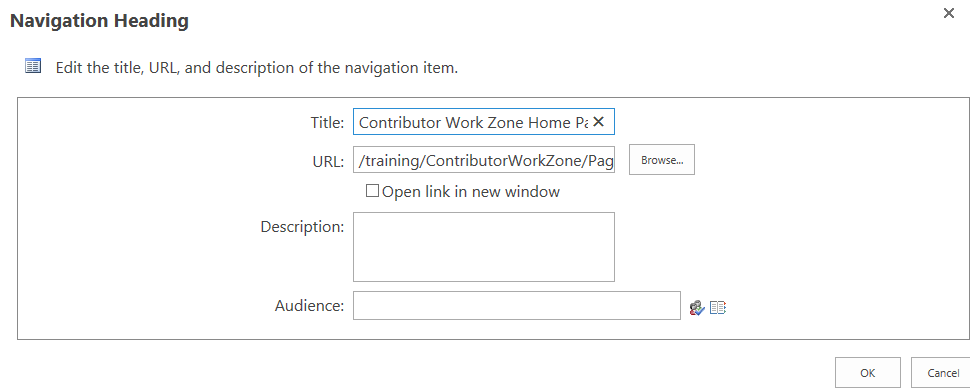 Navigation Heading
Edit the title, URL, and description of the navigation item.
Title: Contributor Work Zone Home Pa
URL: /training/ContributorWorkZone/Pag Browse...
Open link in new window
Description:
Audience:
OK Cancel